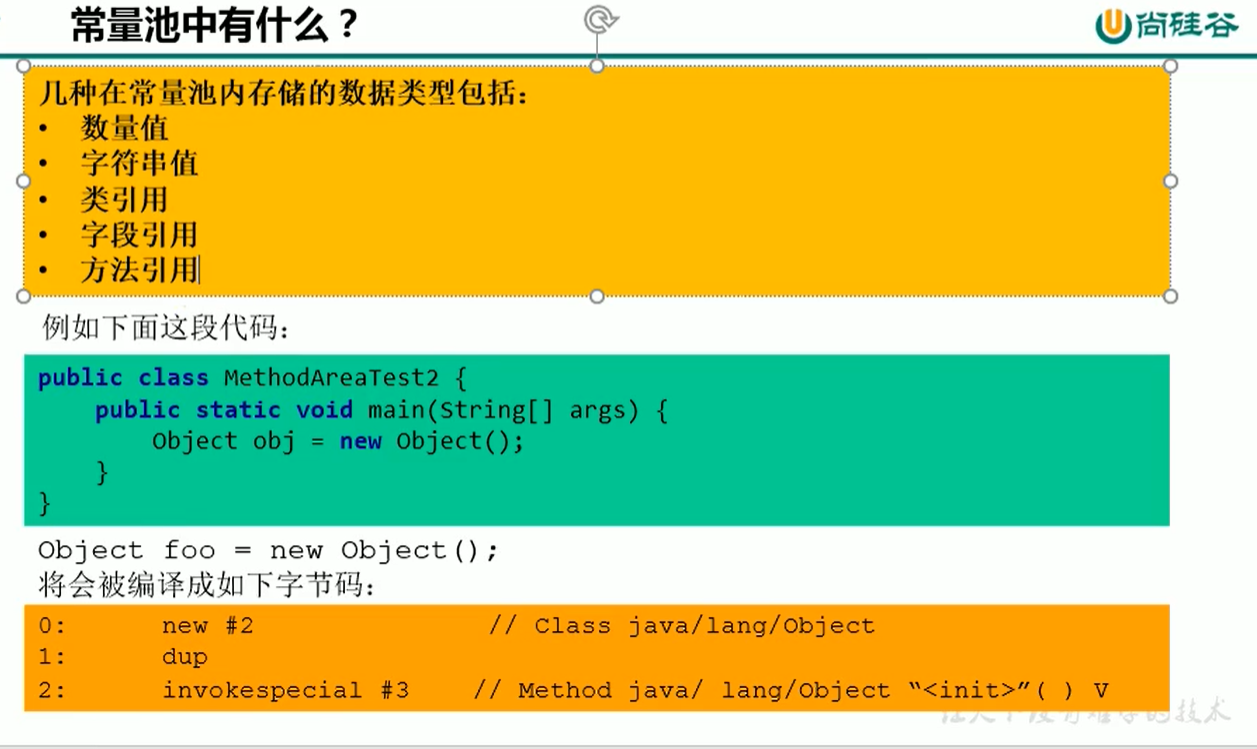 常量池中有什么？
尚硅谷
几种在常量池内存储的数据类型包括：
• 数量值
• 字符串值
• 类引用
• 字段引用
• 方法引用
例如下面这段代码：
public class MethodAreaTest2 {
    public static void main(String[] args) {
        Object obj = new Object();
    }
}
Object foo = new Object();
将会被编译成如下字节码：
0: new #2 // Class java/lang/Object
1: dup
2: invokespecial #3 // Method java/ lang/Object “<init>”( ) V
的技术